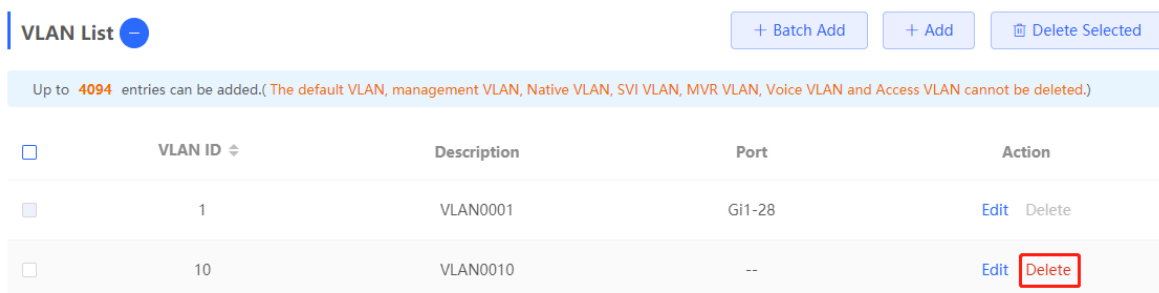 VLAN List
+ Batch Add + Add Delete Selected
Up to 4094 entries can be added.( The default VLAN, management VLAN, Native VLAN, SVI VLAN, MVR VLAN, Voice VLAN and Access VLAN cannot be deleted.)
VLAN ID Description Port Action
1 VLAN0001 Gi1-28 Edit Delete
10 VLAN0010 -- Edit Delete